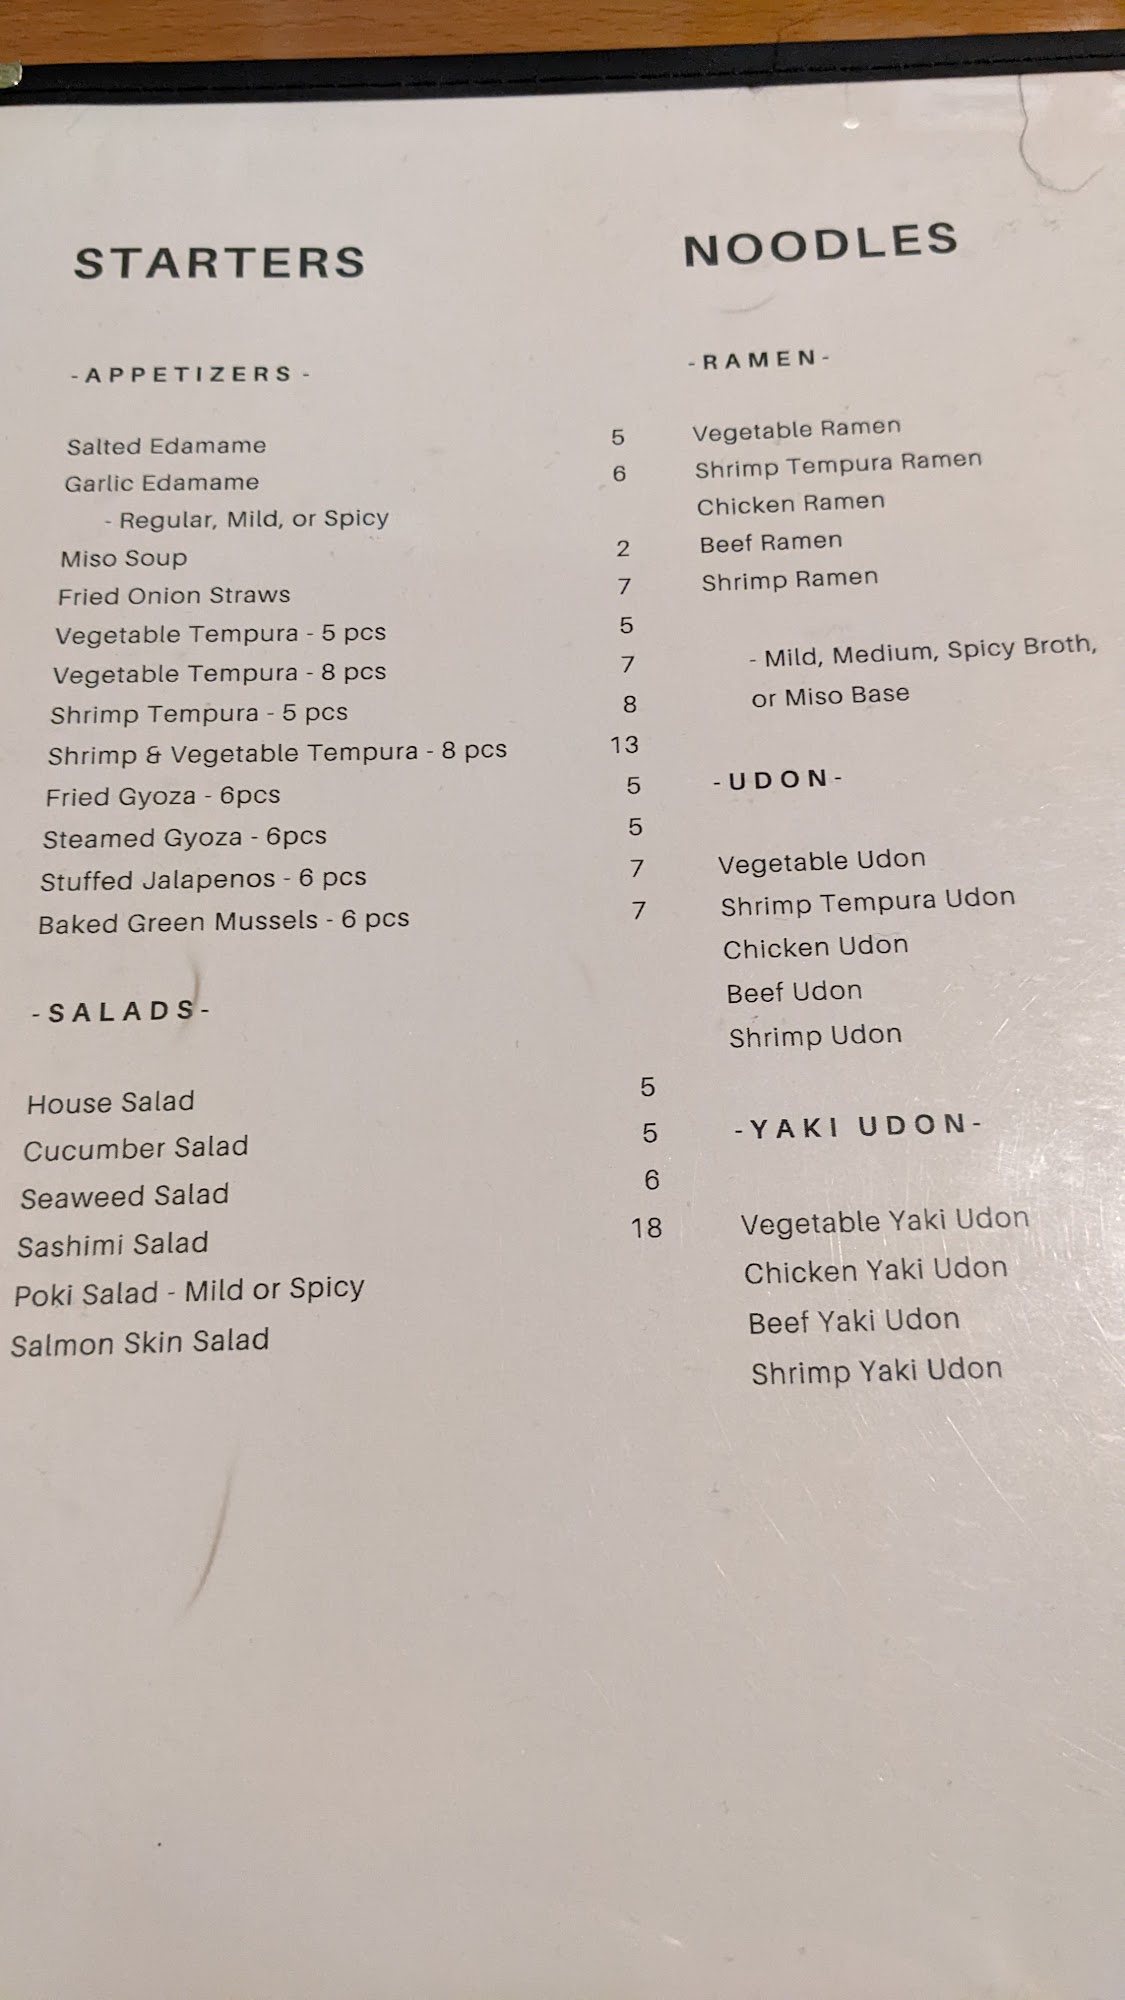 STARTERS
-APPETIZERS-
Salted Edamame 5
Garlic Edamame 6
- Regular, Mild, or Spicy
Miso Soup 2
Fried Onion Straws 7
Vegetable Tempura - 5 pcs 5
Vegetable Tempura - 8 pcs 7
Shrimp Tempura - 5 pcs 8
Shrimp & Vegetable Tempura - 8 pcs 13
Fried Gyoza - 6pcs 5
Steamed Gyoza - 6pcs 5
Stuffed Jalapenos - 6 pcs 7
Baked Green Mussels - 6 pcs 7
-SALADS-
House Salad 5
Cucumber Salad 5
Seaweed Salad 6
Sashimi Salad 18
Poki Salad - Mild or Spicy
Salmon Skin Salad
NOODLES
-RAMEN-
Vegetable Ramen
Shrimp Tempura Ramen
Chicken Ramen
Beef Ramen
Shrimp Ramen
- Mild, Medium, Spicy Broth,
or Miso Base
-UDON-
Vegetable Udon
Shrimp Tempura Udon
Chicken Udon
Beef Udon
Shrimp Udon
-YAKI UDON-
Vegetable Yaki Udon
Chicken Yaki Udon
Beef Yaki Udon
Shrimp Yaki Udon